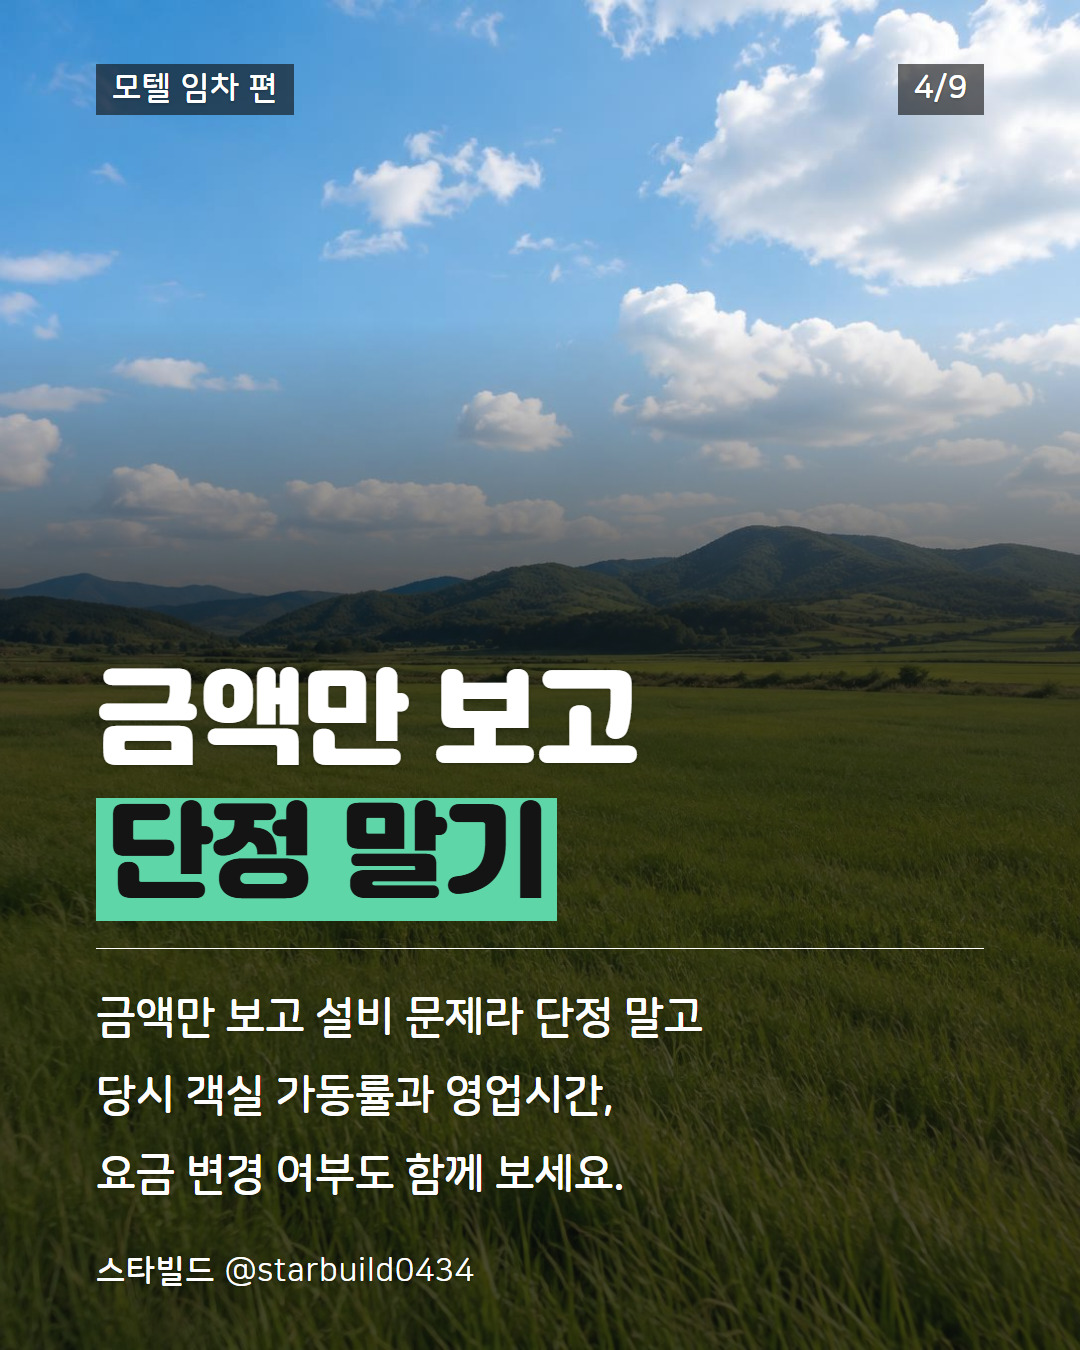 모텔 임차 편
4/9
금액만 보고
단정 말기
금액만 보고 설비 문제라 단정 말고
당시 객실 가동률과 영업시간,
요금 변경 여부도 함께 보세요.
스타빌드 @starbuild0434